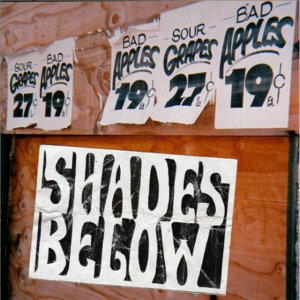 SOUR
GRAPES
27¢
BAD
APPLES
19¢
BAD
APPLES
19¢
SOUR
GRAPES
27¢
BAD
APPLES
19¢
SHADES
BELOW